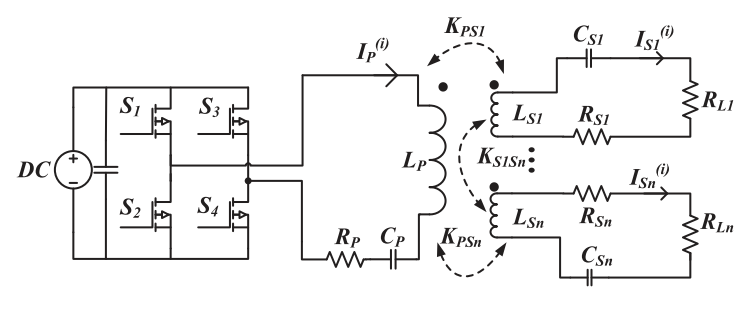 K_PS1
C_S1
I_S1^(i)
I_P^(i)
S_1
S_3
L_S1
R_S1
R_L1
DC
L_P
K_S1Sn
S_2
S_4
L_Sn
R_Sn
I_Sn^(i)
R_Ln
R_P
C_P
K_PSn
C_Sn